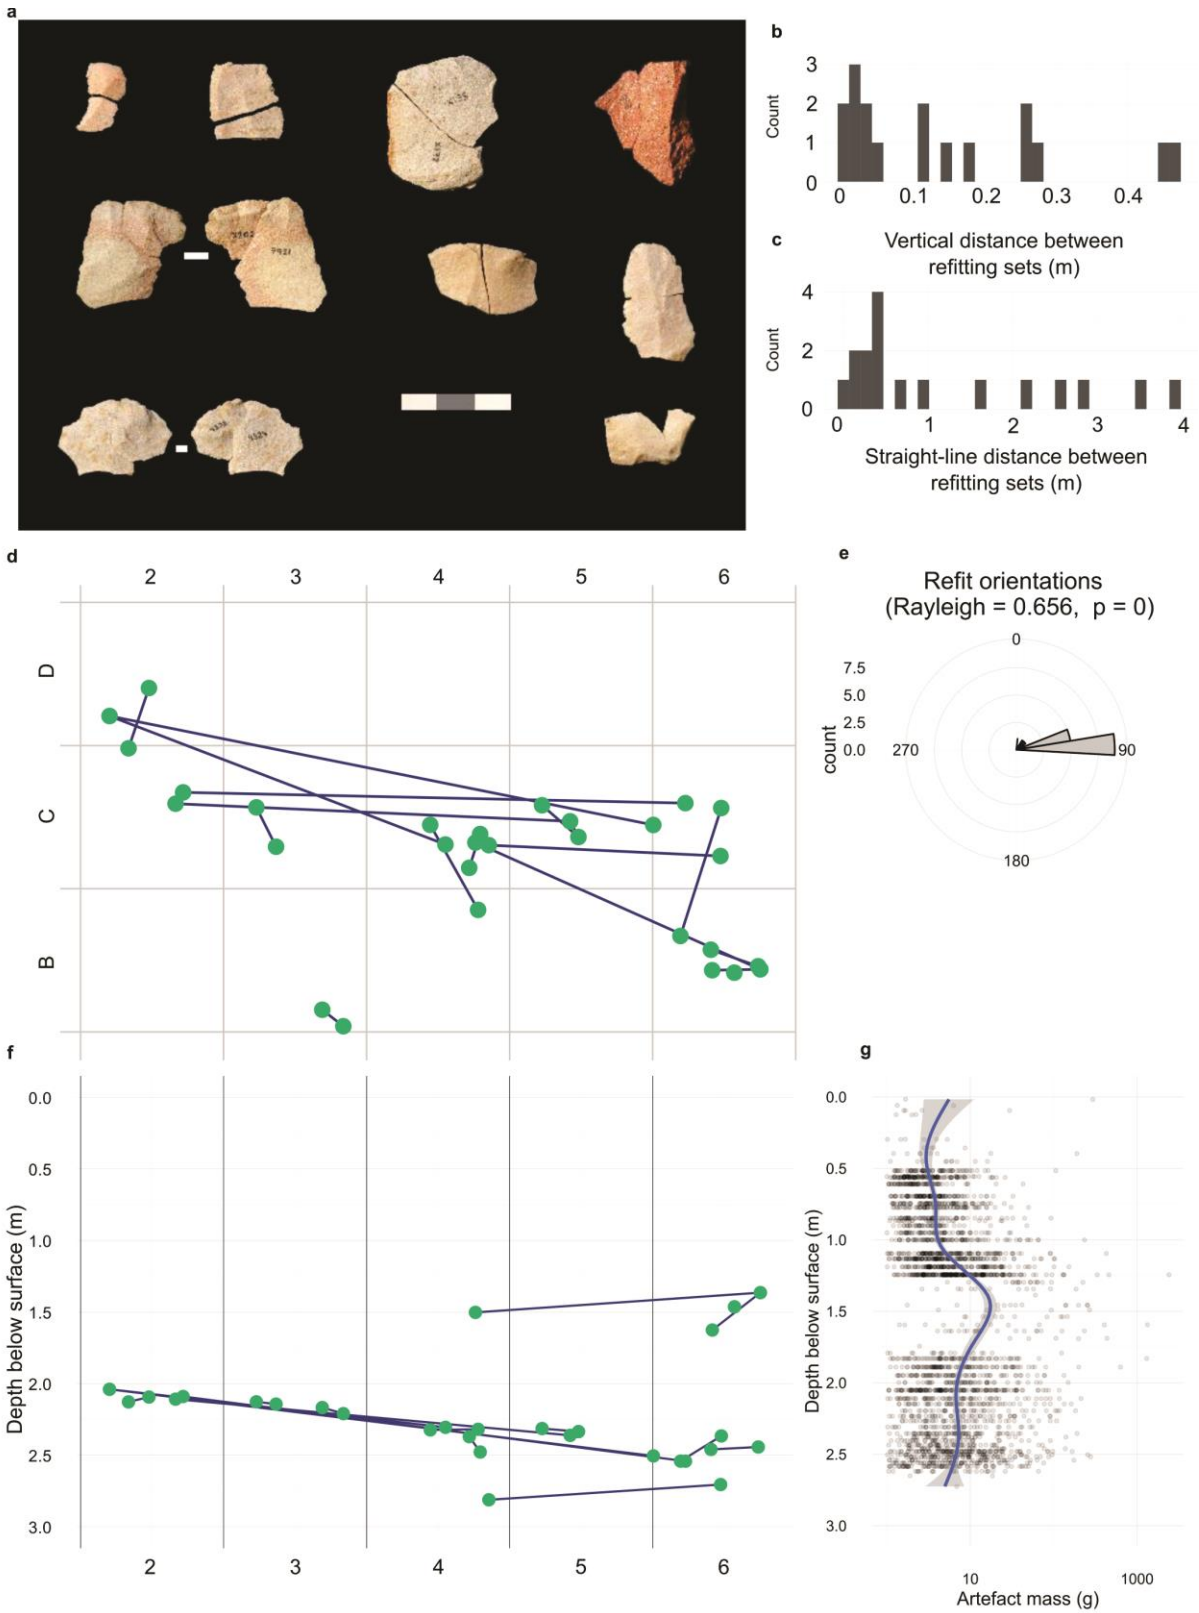 a
b
3
2
1
0
Count
0
0.1
0.2
0.3
0.4
Vertical distance between
refitting sets (m)
c
4
2
0
Count
0
1
2
3
4
Straight-line distance between
refitting sets (m)
d
2
3
4
5
6
D
C
B
e
Refit orientations
(Rayleigh = 0.656, p = 0)
0
7.5
5.0
2.5
0.0
count
270
90
180
f
0.0
0.5
1.0
1.5
2.0
2.5
3.0
Depth below surface (m)
2
3
4
5
6
g
0.0
0.5
1.0
1.5
2.0
2.5
3.0
Depth below surface (m)
10
1000
Artefact mass (g)